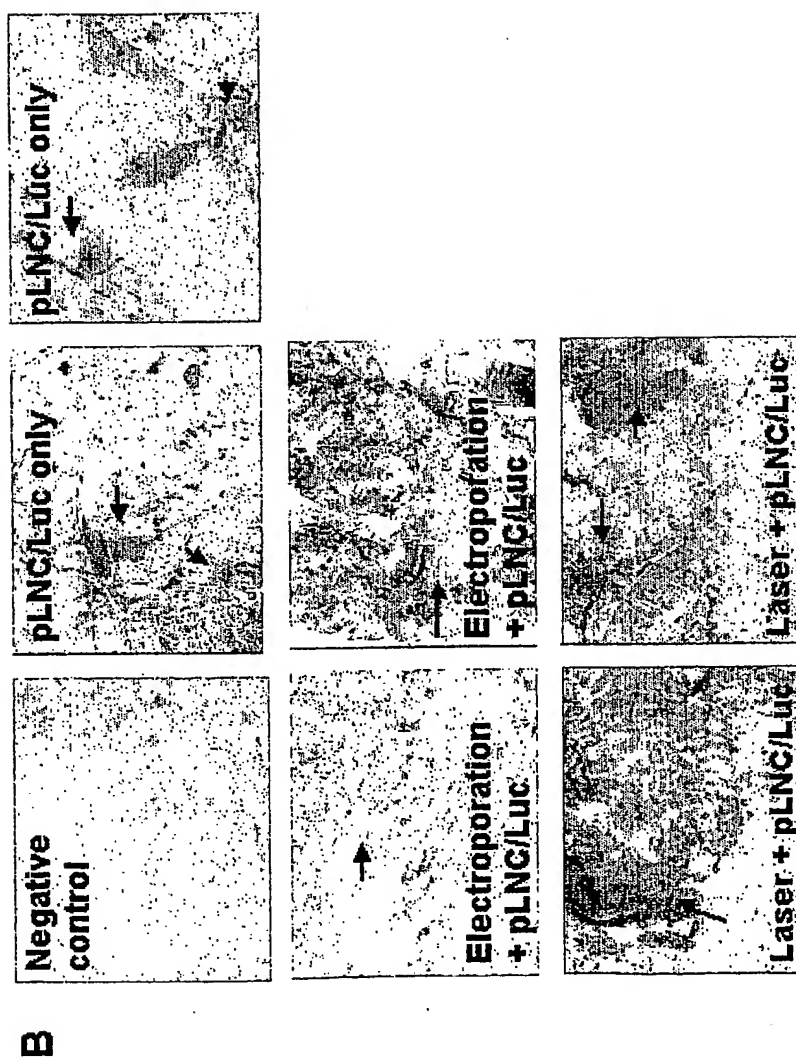 B
Negative
control
pLNC/Luc only
pLNC/Luc only
Electroporation
+ pLNC/Luc
Electroporation
+ pLNC/Luc
Laser + pLNC/Luc
Laser + pLNC/Luc